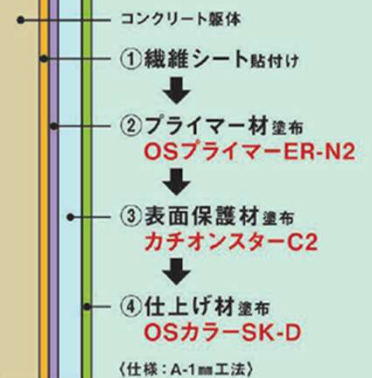 コンクリート躯体
①繊維シート貼付け
②プライマー材塗布
OSプライマーER-N2
③表面保護材塗布
カチオンスターC2
④仕上げ材塗布
OSカラーSK-D
〈仕様：A-1㎜工法〉